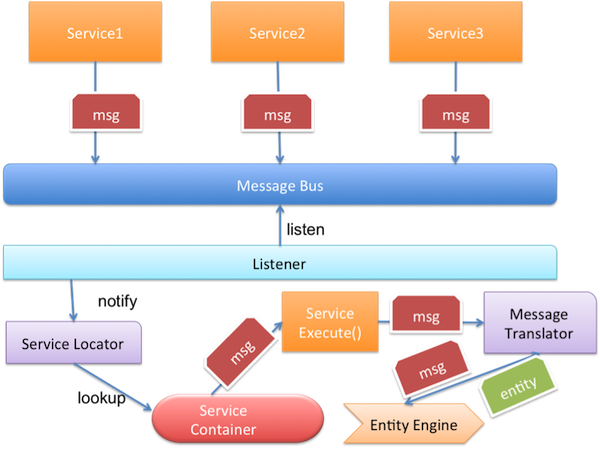 Service1
Service2
Service3
msg
msg
msg
Message Bus
listen
Listener
notify
Service Locator
lookup
msg
Service
Execute()
msg
Message
Translator
msg
entity
Service
Container
Entity Engine